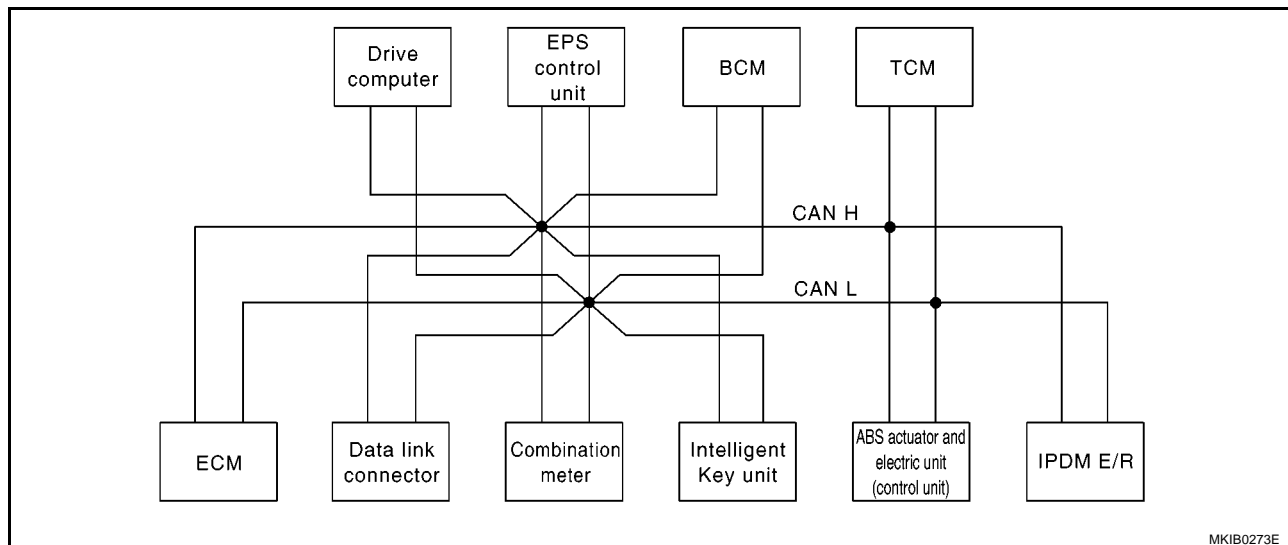 Drive
computer
EPS
control
unit
BCM
TCM
CAN H
CAN L
ECM
Data link
connector
Combination
meter
Intelligent
Key unit
ABS actuator and
electric unit
(control unit)
IPDM E/R
MKIB0273E